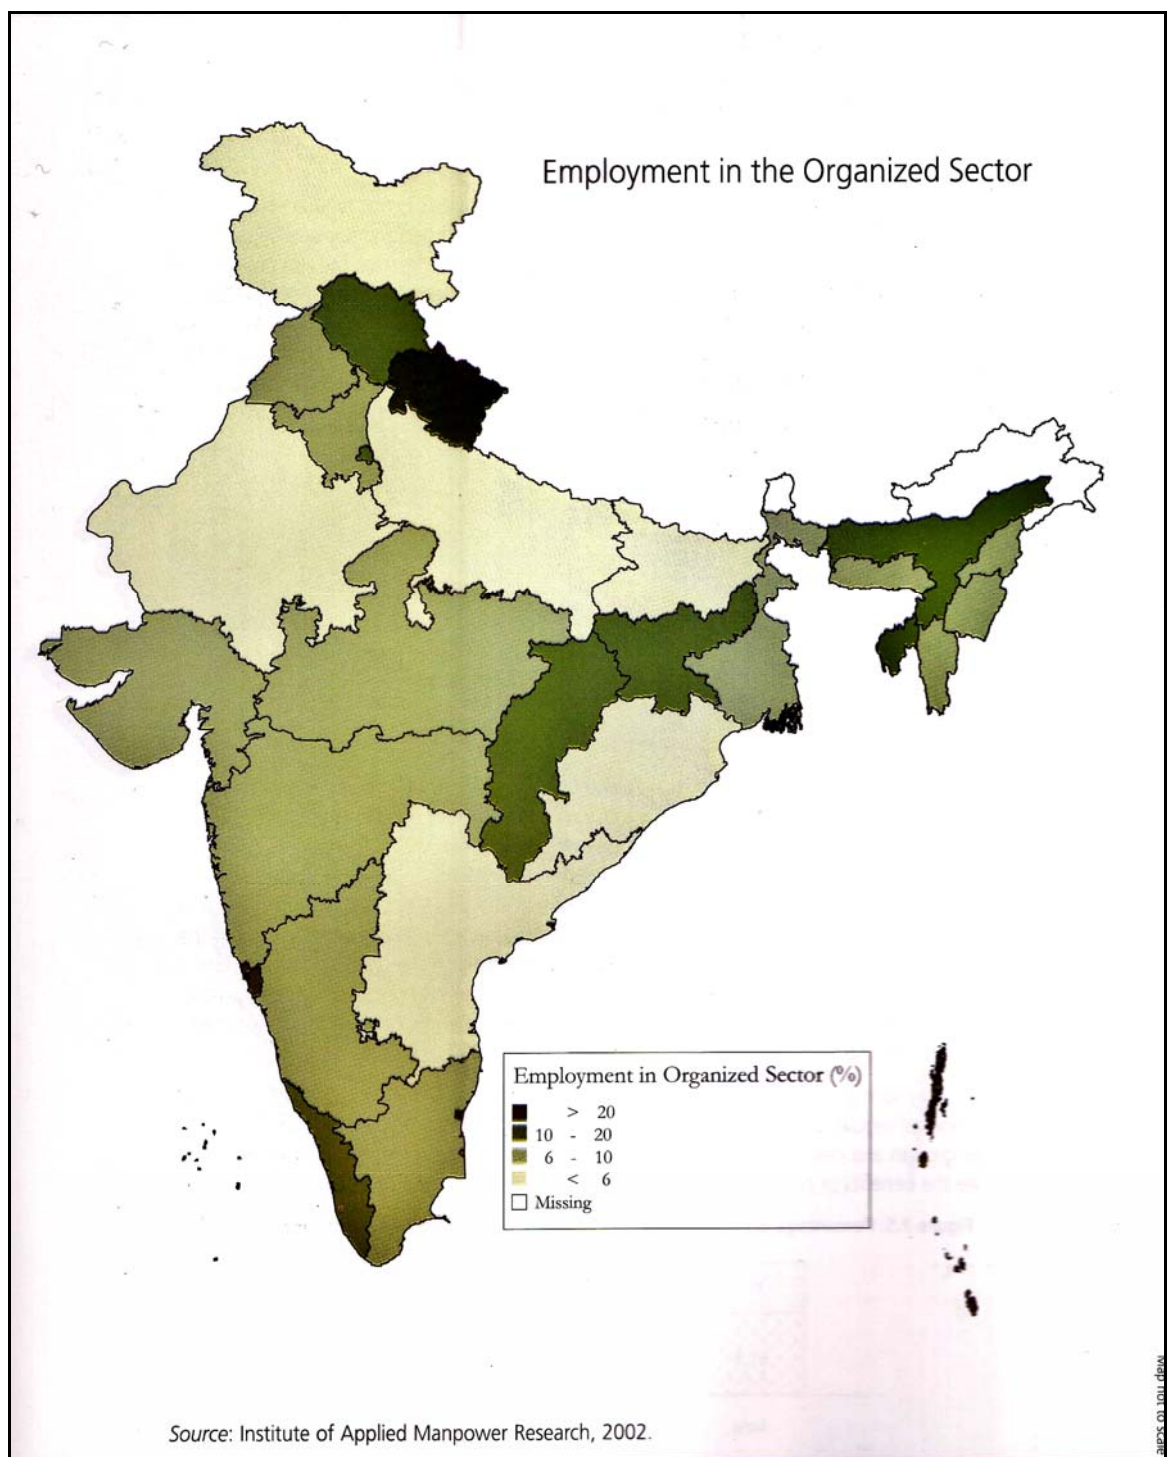 Employment in the Organized Sector
Employment in Organized Sector (%)
> 20
10 - 20
6 - 10
< 6
Missing
Source: Institute of Applied Manpower Research, 2002.
Map not to scale